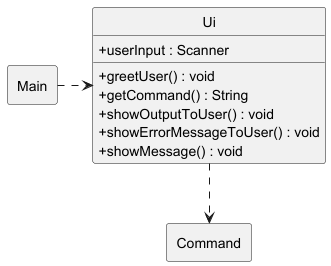 Ui
+userInput : Scanner
Main
+greetUser() : void
+getCommand() : String
+showOutputToUser() : void
+showErrorMessageToUser() : void
+showMessage() : void
Command